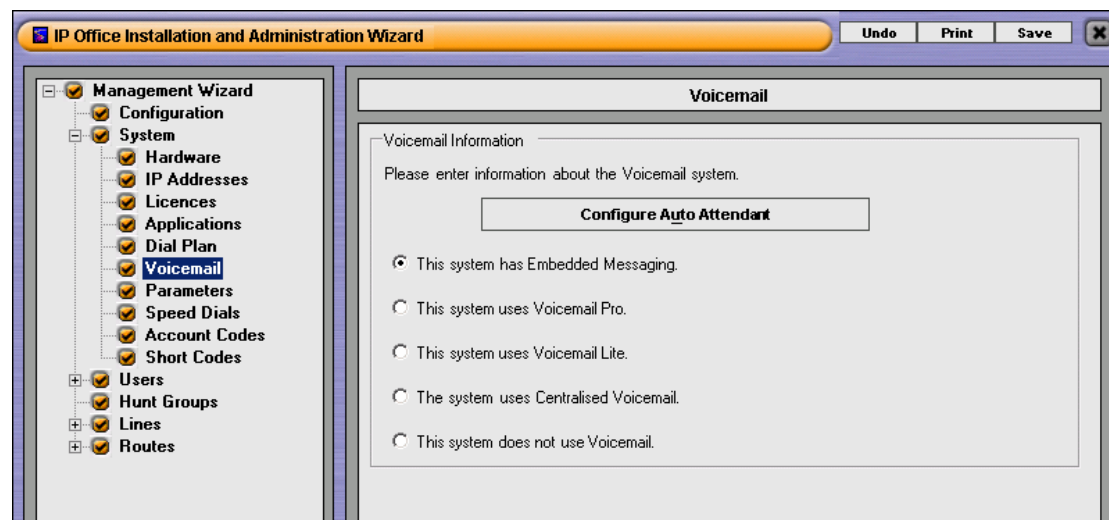 IP Office Installation and Administration Wizard
Undo
Print
Save
Management Wizard
Configuration
System
Hardware
IP Addresses
Licences
Applications
Dial Plan
Voicemail
Parameters
Speed Dials
Account Codes
Short Codes
Users
Hunt Groups
Lines
Routes
Voicemail
Voicemail Information
Please enter information about the Voicemail system.
Configure Auto Attendant
This system has Embedded Messaging.
This system uses Voicemail Pro.
This system uses Voicemail Lite.
The system uses Centralised Voicemail.
This system does not use Voicemail.